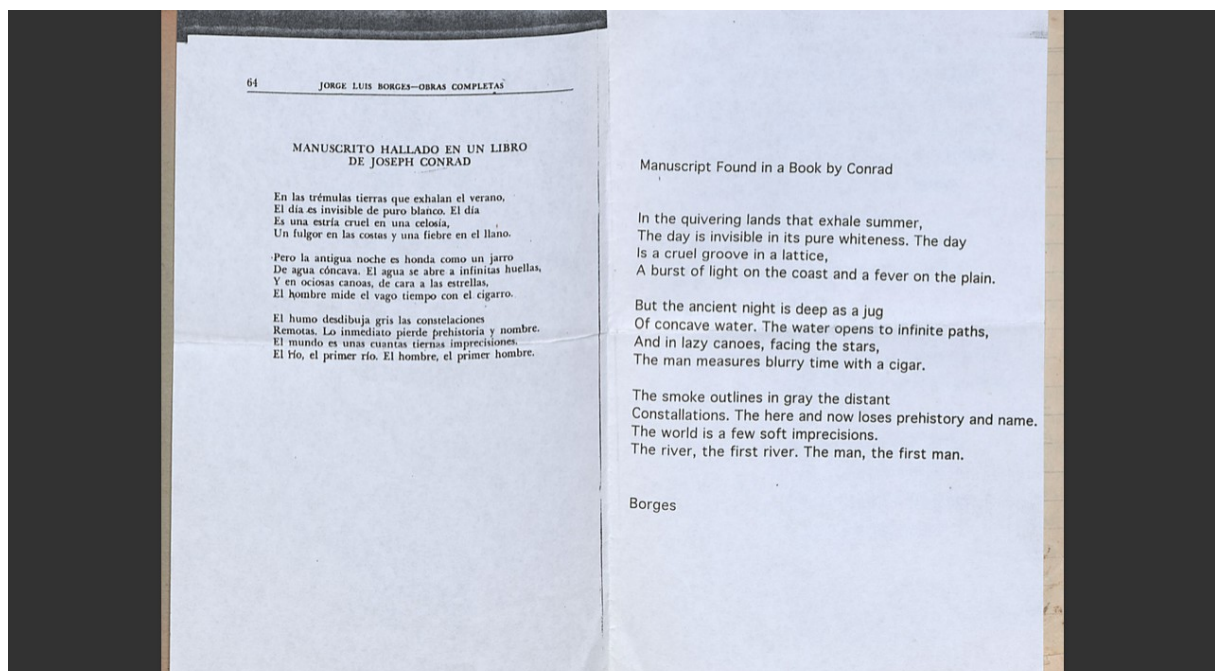 64
JORGE LUIS BORGES—OBRAS COMPLETAS
MANUSCRITO HALLADO EN UN LIBRO
DE JOSEPH CONRAD
En las trémulas tierras que exhalan el verano,
El día es invisible de puro blanco. El día
Es una estría cruel en una celosía,
Un fulgor en las costas y una fiebre en el llano.
Pero la antigua noche es honda como un jarro
De agua cóncava. El agua se abre a infinitas huellas,
Y en ociosas canoas, de cara a las estrellas,
El hombre mide el vago tiempo con el cigarro.
El humo desdibuja gris las constelaciones
Remotas. Lo inmediato pierde prehistoria y nombre.
El mundo es unas cuantas tiernas imprecisiones.
El río, el primer río. El hombre, el primer hombre.
Manuscript Found in a Book by Conrad
In the quivering lands that exhale summer,
The day is invisible in its pure whiteness. The day
Is a cruel groove in a lattice,
A burst of light on the coast and a fever on the plain.
But the ancient night is deep as a jug
Of concave water. The water opens to infinite paths,
And in lazy canoes, facing the stars,
The man measures blurry time with a cigar.
The smoke outlines in gray the distant
Constallations. The here and now loses prehistory and name.
The world is a few soft imprecisions.
The river, the first river. The man, the first man.
Borges